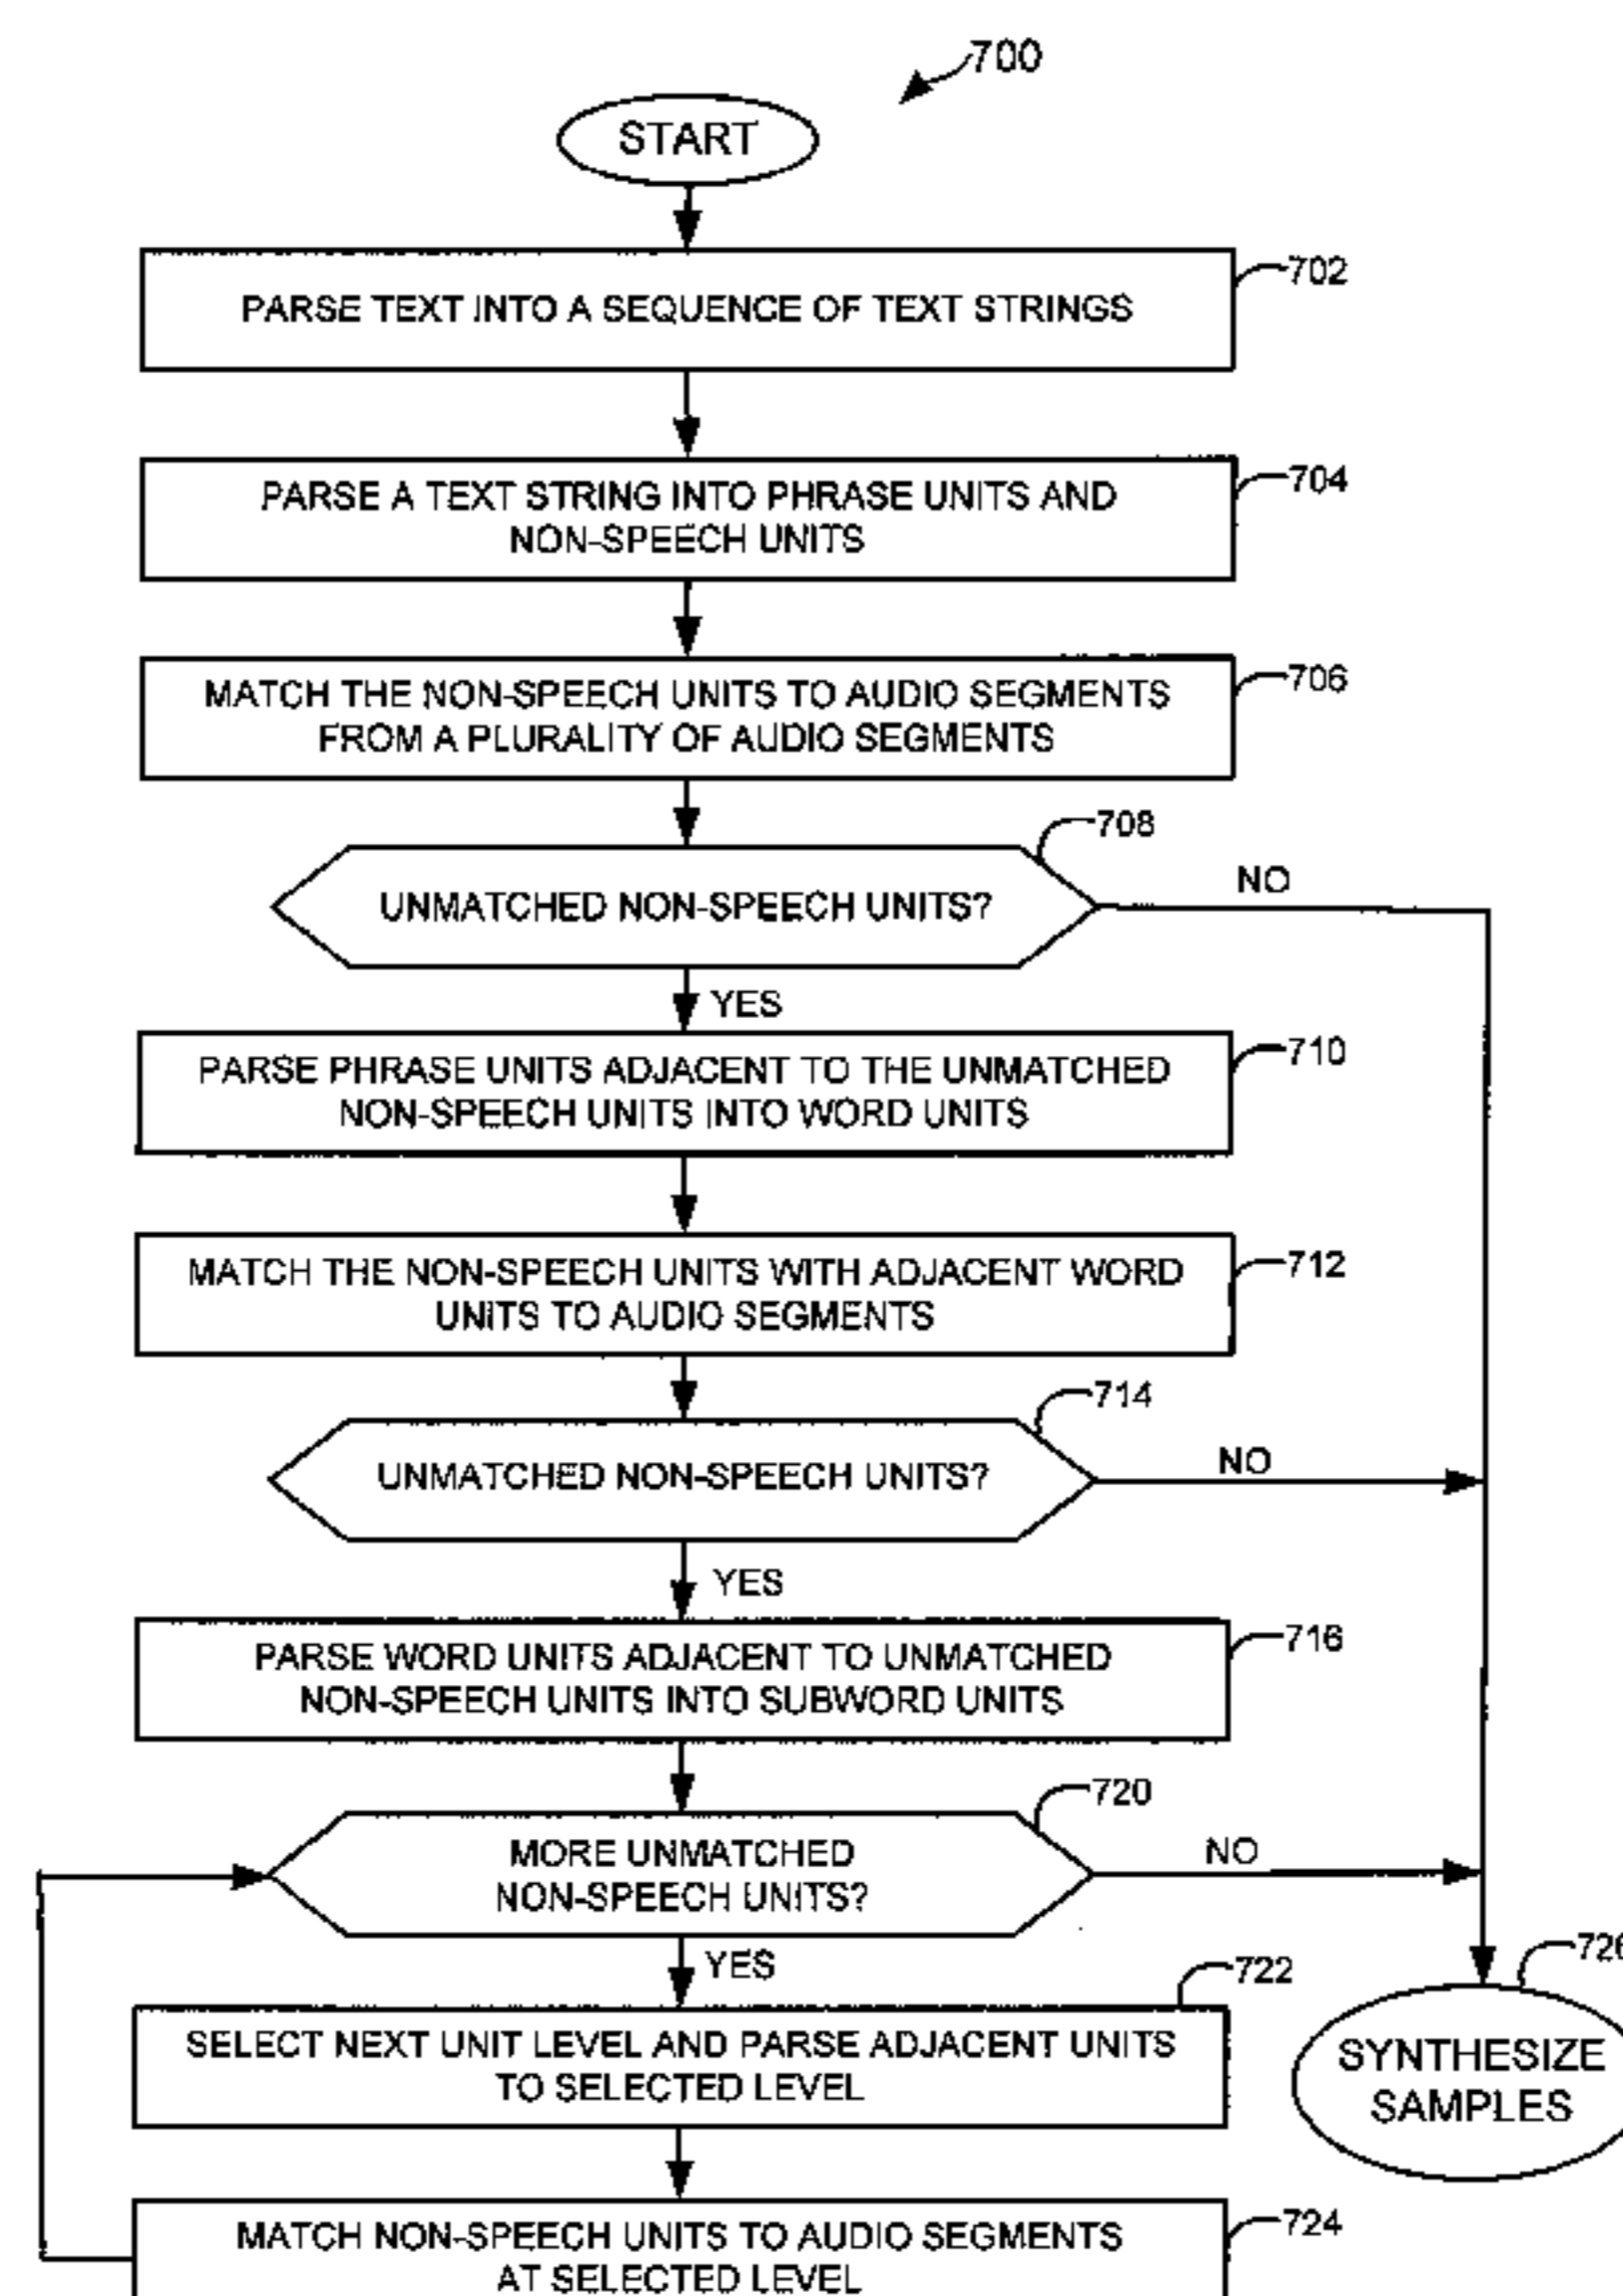 700
START
702
PARSE TEXT INTO A SEQUENCE OF TEXT STRINGS
704
PARSE A TEXT STRING INTO PHRASE UNITS AND
NON-SPEECH UNITS
706
MATCH THE NON-SPEECH UNITS TO AUDIO SEGMENTS
FROM A PLURALITY OF AUDIO SEGMENTS
708
UNMATCHED NON-SPEECH UNITS?
NO
YES
710
PARSE PHRASE UNITS ADJACENT TO THE UNMATCHED
NON-SPEECH UNITS INTO WORD UNITS
712
MATCH THE NON-SPEECH UNITS WITH ADJACENT WORD
UNITS TO AUDIO SEGMENTS
714
UNMATCHED NON-SPEECH UNITS?
NO
YES
716
PARSE WORD UNITS ADJACENT TO UNMATCHED
NON-SPEECH UNITS INTO SUBWORD UNITS
720
MORE UNMATCHED
NON-SPEECH UNITS?
NO
YES
722
SELECT NEXT UNIT LEVEL AND PARSE ADJACENT UNITS
TO SELECTED LEVEL
726
SYNTHESIZE
SAMPLES
724
MATCH NON-SPEECH UNITS TO AUDIO SEGMENTS
AT SELECTED LEVEL